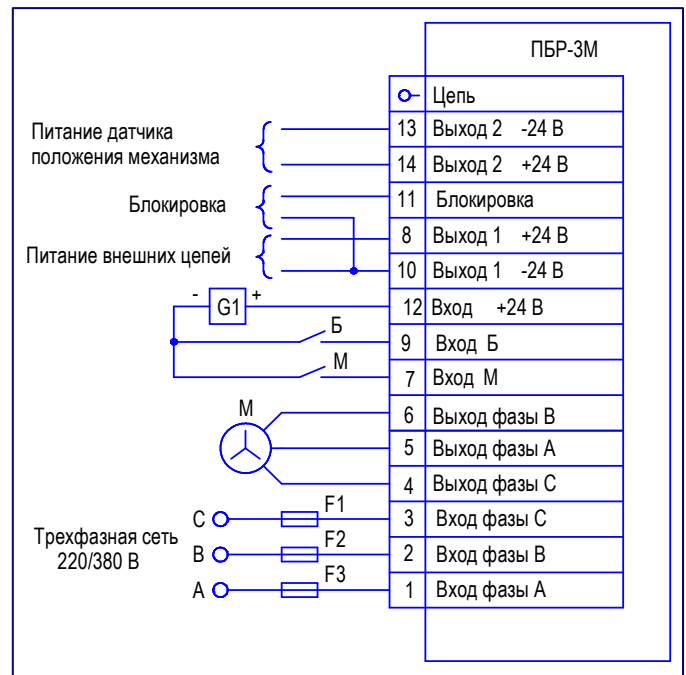 ПБР-3М
Цепь
Питание датчика
положения механизма
13 Выход 2 -24 В
14 Выход 2 +24 В
Блокировка
11 Блокировка
Питание внешних цепей
8 Выход 1 +24 В
10 Выход 1 -24 В
- G1 +
12 Вход +24 В
Б
9 Вход Б
М
7 Вход М
М
6 Выход фазы В
5 Выход фазы А
4 Выход фазы С
Трехфазная сеть
220/380 В
С F1
3 Вход фазы С
В F2
2 Вход фазы В
А F3
1 Вход фазы А